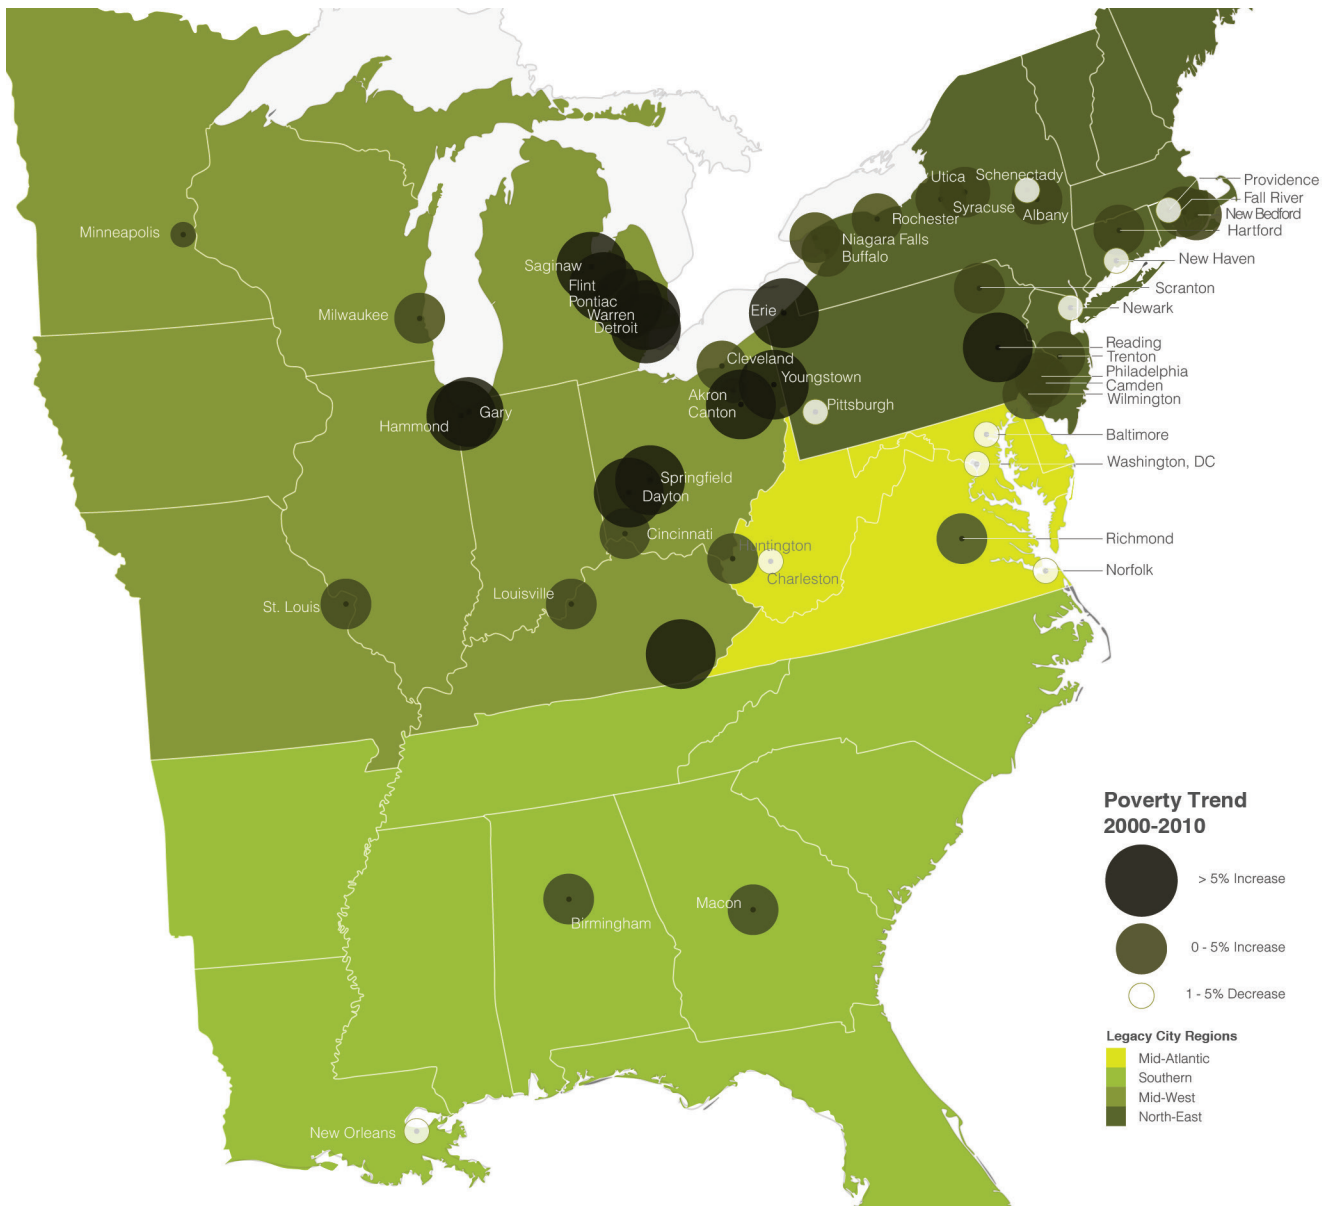 Minneapolis
Milwaukee
Saginaw
Flint
Pontiac
Warren
Detroit
Hammond
Gary
Cleveland
Akron
Canton
Youngstown
Erie
Pittsburgh
Niagara Falls
Buffalo
Rochester
Utica
Syracuse
Schenectady
Albany
Providence
Fall River
New Bedford
Hartford
New Haven
Scranton
Newark
Reading
Trenton
Philadelphia
Camden
Wilmington
Baltimore
Washington, DC
Richmond
Norfolk
Springfield
Dayton
Cincinnati
Huntington
Charleston
Louisville
St. Louis
Birmingham
Macon
New Orleans
Poverty Trend
2000-2010
> 5% Increase
0 - 5% Increase
1 - 5% Decrease
Legacy City Regions
Mid-Atlantic
Southern
Mid-West
North-East